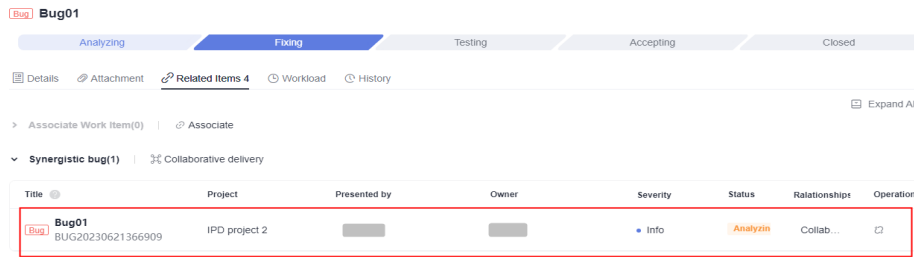 Bug Bug01
Analyzing Fixing Testing Accepting Closed
Details Attachment Related Items 4 Workload History
Expand Al
Associate Work Item(0) Associate
Synergistic bug(1) Collaborative delivery
Title Project Presented by Owner Severity Status Relationships Operation
Bug Bug01 IPD project 2 Info Analyzin Collab...
BUG20230621366909